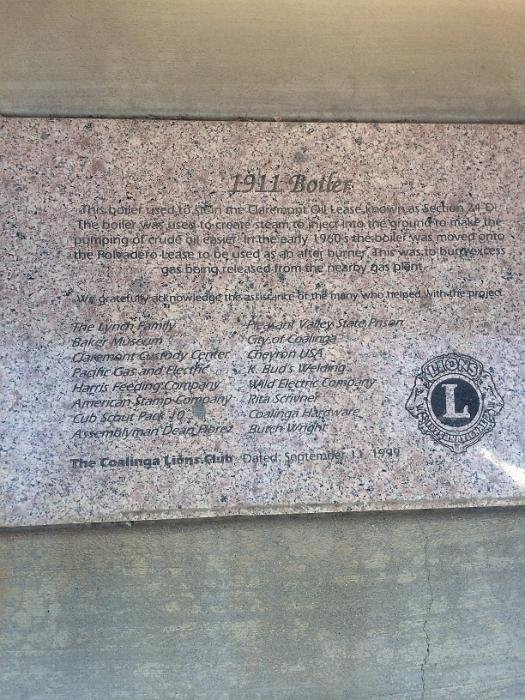 1911 Boiler
This boiler used to sit in the Claremont Oil Lease known as Section 24 D.
The boiler was used to create steam to inject into the ground to make the
pumping of crude oil easier. In the early 1960's the boiler was moved onto
the Polvadero Lease to be used as an after burner. This was to burn excess
gas being released from the nearby gas plant.
We gratefully acknowledge the assistance of the many who helped with the project
The Lynch Family
Baker Museum
Claremont Custody Center
Pacific Gas and Electric
Harris Feeding Company
American Stamp Company
Cub Scout Pack 10
Assemblyman Dean Florez
Pleasant Valley State Prison
City of Coalinga
Chevron USA
K. Bud's Welding
Wild Electric Company
Rita Scrivner
Coalinga Hardware
Butch Wright
LIONS
L
INTERNATIONAL
The Coalinga Lions Club Dated: September 11, 1999